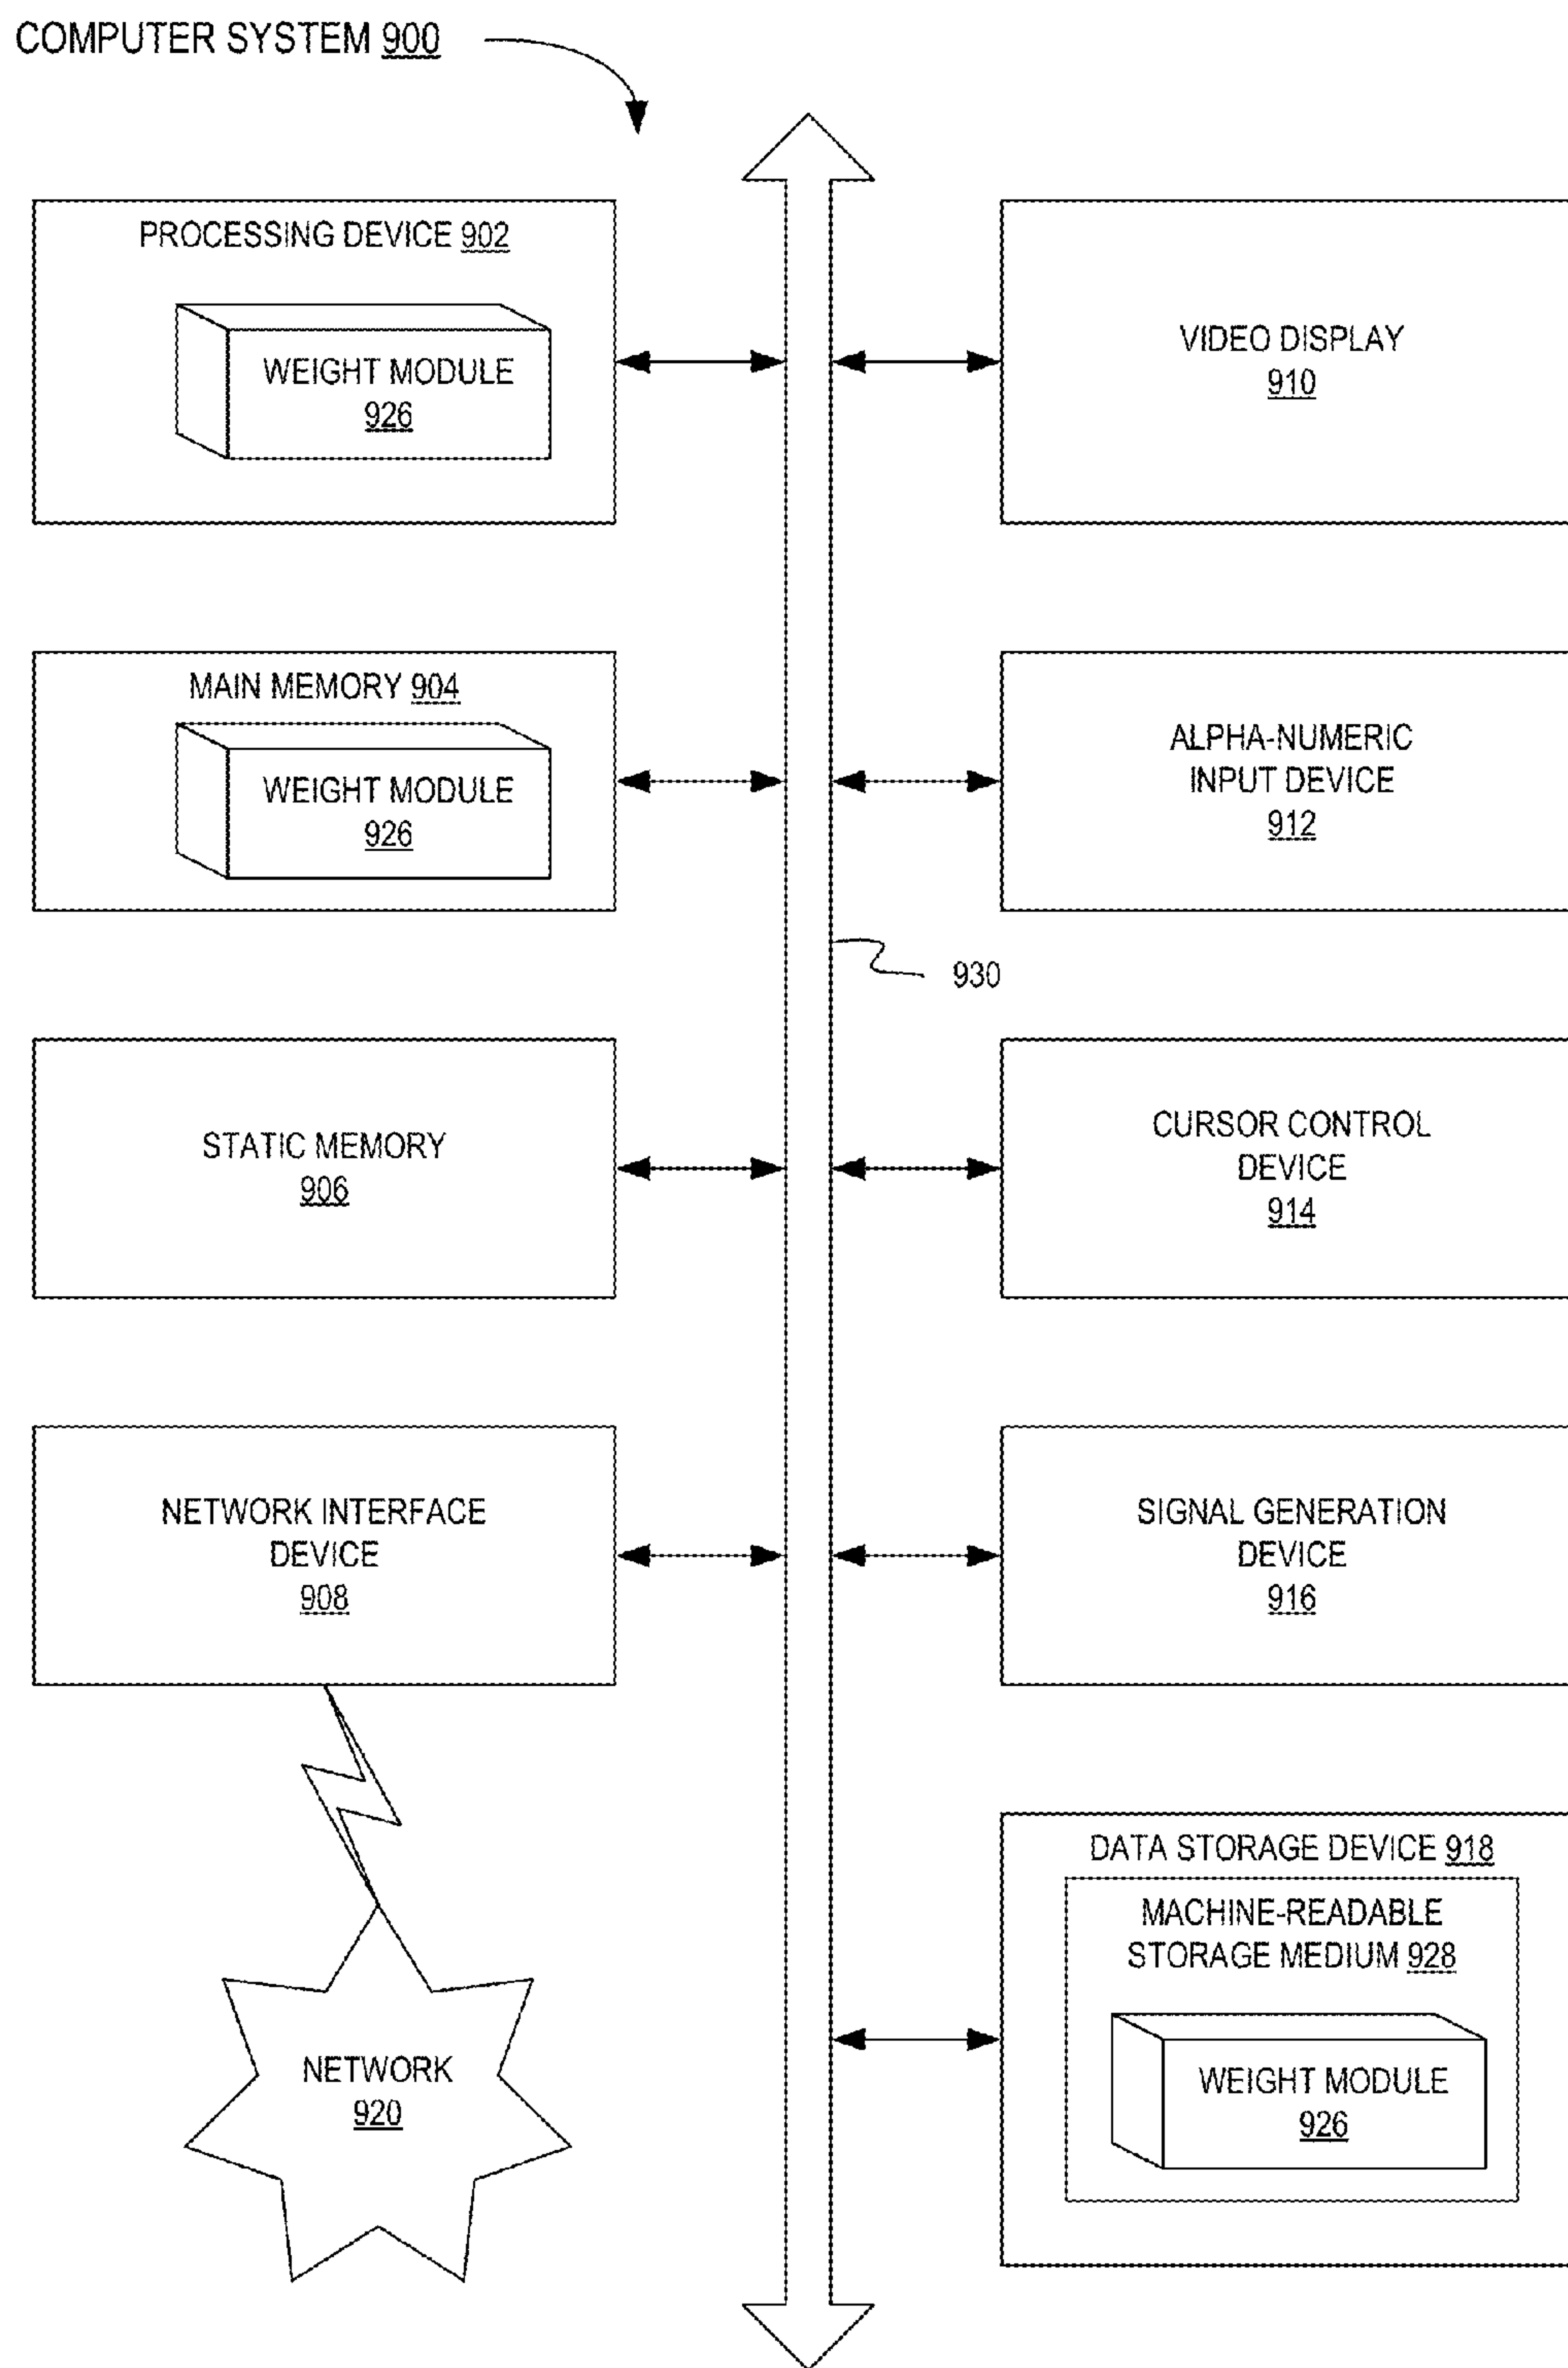 COMPUTER SYSTEM 900
PROCESSING DEVICE 902
WEIGHT MODULE
926
VIDEO DISPLAY
910
MAIN MEMORY 904
WEIGHT MODULE
926
ALPHA-NUMERIC
INPUT DEVICE
912
930
STATIC MEMORY
906
CURSOR CONTROL
DEVICE
914
NETWORK INTERFACE
DEVICE
908
SIGNAL GENERATION
DEVICE
916
DATA STORAGE DEVICE 918
MACHINE-READABLE
STORAGE MEDIUM 928
WEIGHT MODULE
926
NETWORK
920